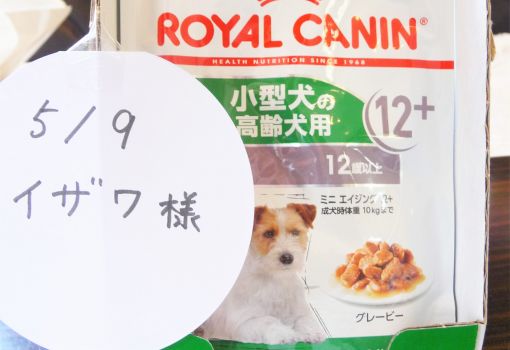 ROYAL CANIN
HEALTH NUTRITION SINCE 1968
小型犬の
高齢犬用
12+
12歳以上
ミニ エイジング 12+
成犬時体重 10kgまで
グレービー
5/9
イザワ様